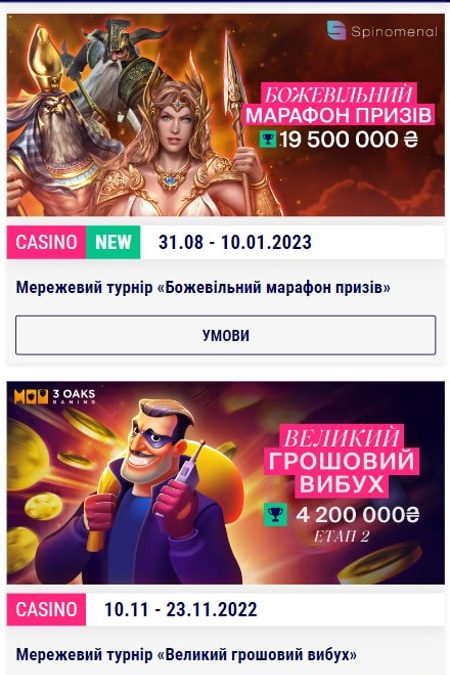 Spinomenal
БОЖЕВІЛЬНИЙ
МАРАФОН ПРИЗІВ
19 500 000 ₴
CASINO NEW 31.08 - 10.01.2023
Мережевий турнір «Божевільний марафон призів»
УМОВИ
3 OAKS
GAMING
ВЕЛИКИЙ
ГРОШОВИЙ
ВИБУХ
4 200 000₴
ЕТАП 2
CASINO 10.11 - 23.11.2022
Мережевий турнір «Великий грошовий вибух»